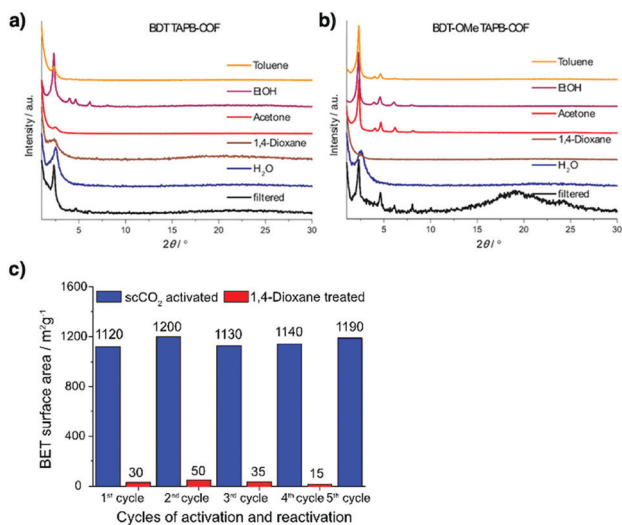 a)
BDT TAPB-COF
Toluene
EtOH
Acetone
1,4-Dioxane
H₂O
filtered
Intensity / a.u.
5 10 15 20 25 30
2θ / °
b)
BDT-OMe TAPB-COF
Toluene
EtOH
Acetone
1,4-Dioxane
H₂O
filtered
Intensity / a.u.
5 10 15 20 25 30
2θ / °
c)
scCO₂ activated 1,4-Dioxane treated
BET surface area / m²g⁻¹
1600
1200
800
400
0
1120 1200 1130 1140 1190
30 50 35 15
1ˢᵗ cycle 2ⁿᵈ cycle 3ʳᵈ cycle 4ᵗʰ cycle 5ᵗʰ cycle
Cycles of activation and reactivation